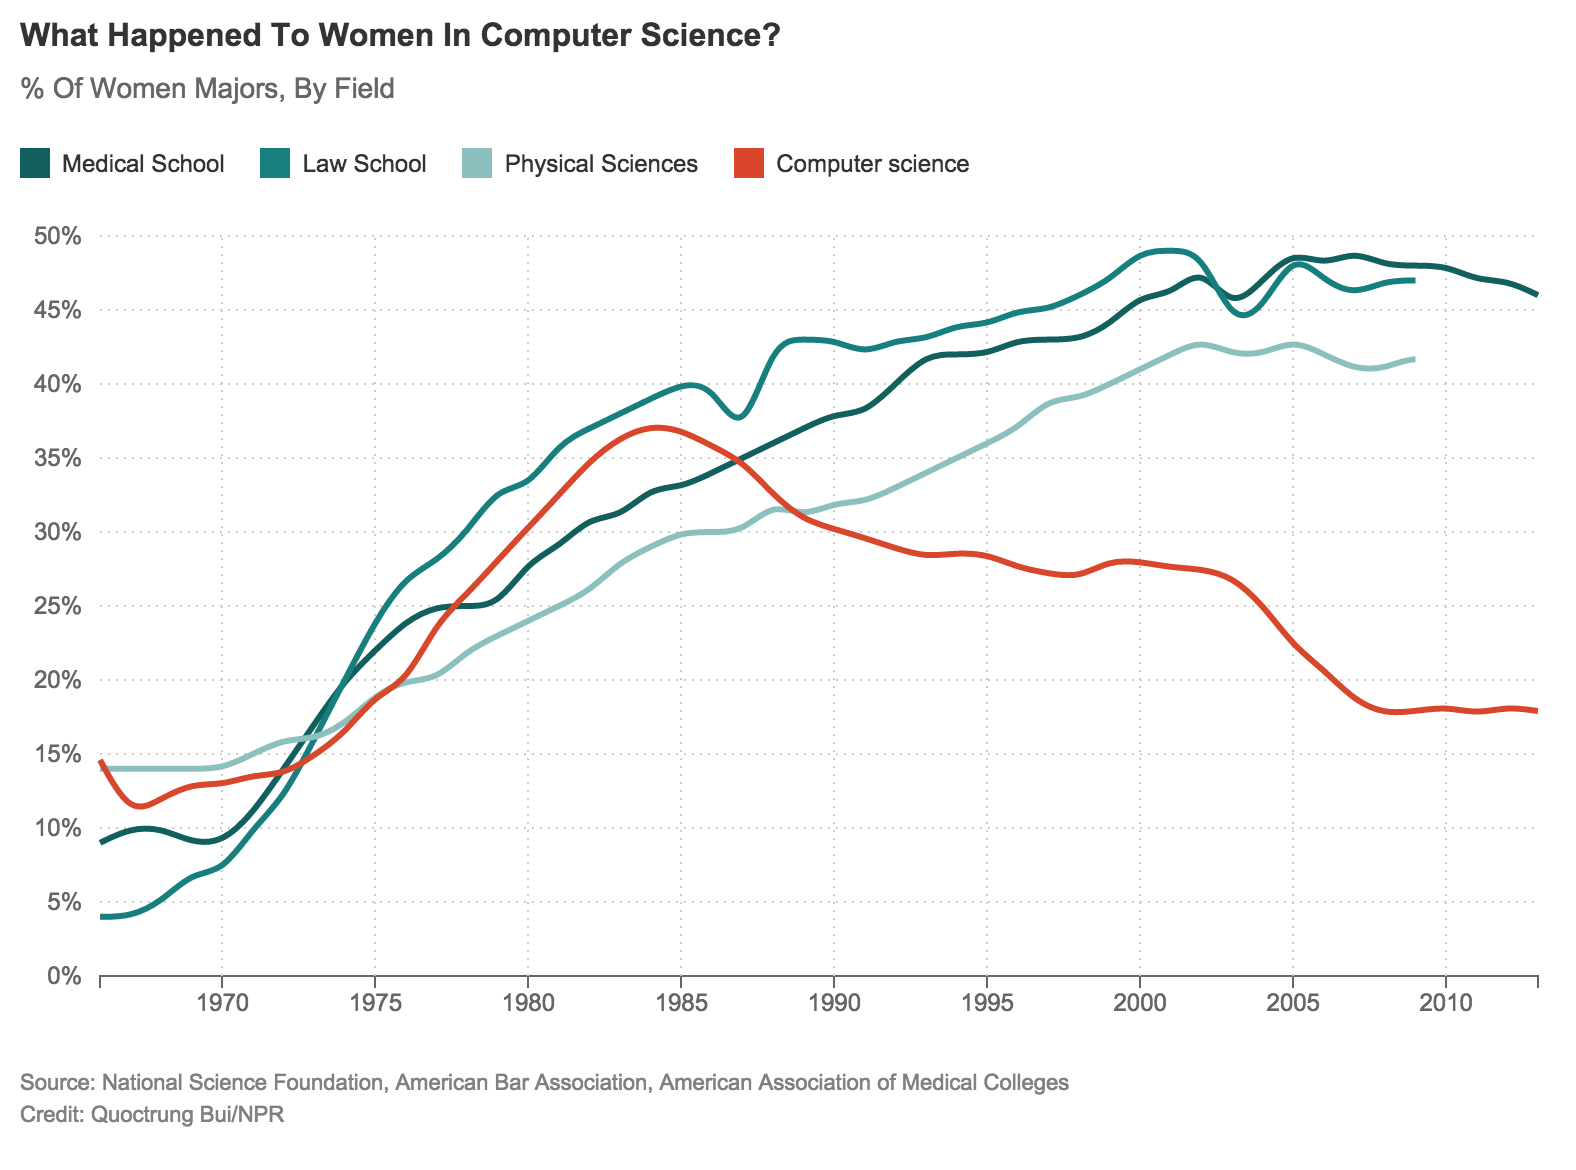 What Happened To Women In Computer Science?
% Of Women Majors, By Field
Medical School Law School Physical Sciences Computer science
50%
45%
40%
35%
30%
25%
20%
15%
10%
5%
0%
1970 1975 1980 1985 1990 1995 2000 2005 2010
Source: National Science Foundation, American Bar Association, American Association of Medical Colleges
Credit: Quoctrung Bui/NPR